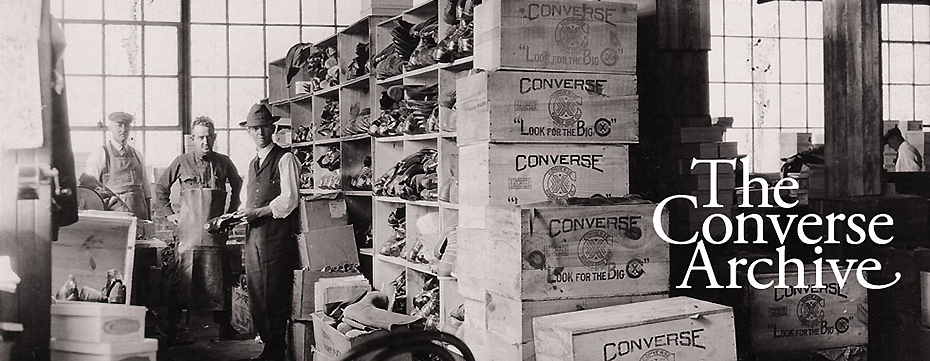 CONVERSE
"LOOK FOR THE BIG C"
CONVERSE
"LOOK FOR THE BIG C"
CONVERSE
CONVERSE
LOOK FOR THE BIG C"
CONVERSE
CONVERSE
"LOOK FOR THE BIG C"
The
Converse
Archive